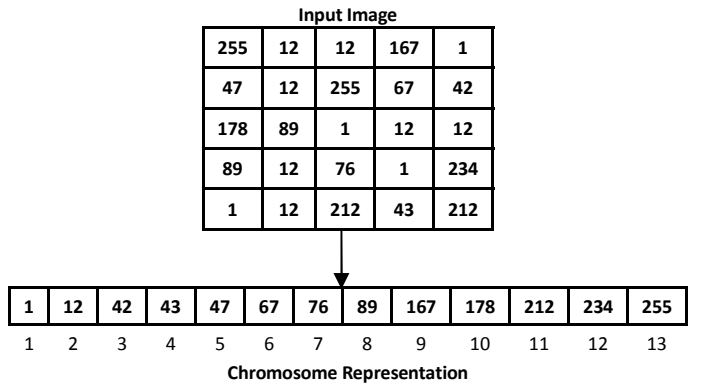 Input Image
255 12 12 167 1
47 12 255 67 42
178 89 1 12 12
89 12 76 1 234
1 12 212 43 212
1 12 42 43 47 67 76 89 167 178 212 234 255
1 2 3 4 5 6 7 8 9 10 11 12 13
Chromosome Representation